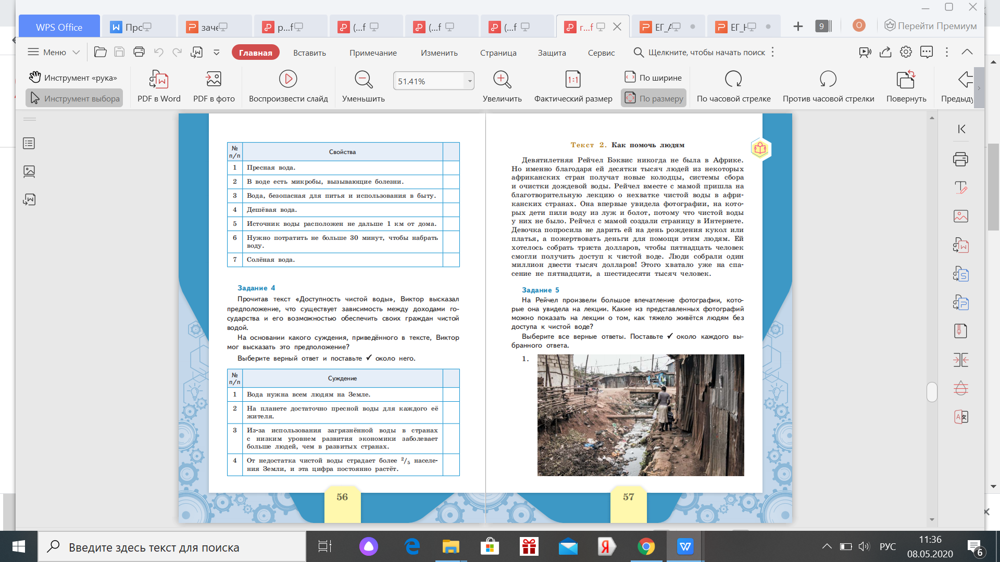 WPS Office
Прс
заче
р...f
(...f
(...f
(...f
г...f
ЕГ_А
ЕГ_Н
9
О
Перейти Премиум
Меню
Главная
Вставить
Примечание
Изменить
Страница
Защита
Сервис
Щелкните, чтобы начать поиск
Инструмент «рука»
Инструмент выбора
PDF в Word
PDF в фото
Воспроизвести слайд
Уменьшить
51.41%
Увеличить
1:1
Фактический размер
По ширине
По размеру
По часовой стрелке
Против часовой стрелки
Повернуть
Предыду
№ п/п Свойства
1 Пресная вода.
2 В воде есть микробы, вызывающие болезни.
3 Вода, безопасная для питья и использования в быту.
4 Дешёвая вода.
5 Источник воды расположен не дальше 1 км от дома.
6 Нужно потратить не больше 30 минут, чтобы набрать
воду.
7 Солёная вода.
Задание 4
Прочитав текст «Доступность чистой воды», Виктор высказал
предположение, что существует зависимость между доходами го-
сударства и его возможностью обеспечить своих граждан чистой
водой.
На основании какого суждения, приведённого в тексте, Виктор
мог высказать это предположение?
Выберите верный ответ и поставьте ✓ около него.
№ п/п Суждение
1 Вода нужна всем людям на Земле.
2 На планете достаточно пресной воды для каждого её
жителя.
3 Из-за использования загрязнённой воды в странах
с низким уровнем развития экономики заболевает
больше людей, чем в развитых странах.
4 От недостатка чистой воды страдает более 2/5 населе-
ния Земли, и эта цифра постоянно растёт.
56
Текст 2. Как помочь людям
Девятилетняя Рейчел Бэквис никогда не была в Африке.
Но именно благодаря ей десятки тысяч людей из некоторых
африканских стран получат новые колодцы, системы сбора
и очистки дождевой воды. Рейчел вместе с мамой пришла на
благотворительную лекцию о нехватке чистой воды в афри-
канских странах. Она впервые увидела фотографии, на кото-
рых дети пили воду из луж и болот, потому что чистой воды
у них не было. Рейчел с мамой создали страницу в Интернете.
Девочка попросила не дарить ей на день рождения кукол или
платья, а пожертвовать деньги для помощи этим людям. Ей
хотелось собрать триста долларов, чтобы пятнадцать человек
смогли получить доступ к чистой воде. Люди собрали один
миллион двести тысяч долларов! Этого хватало уже на спа-
сение не пятнадцати, а шестидесяти тысяч человек.
Задание 5
На Рейчел произвели большое впечатление фотографии, кото-
рые она увидела на лекции. Какие из представленных фотографий
можно показать на лекции о том, как тяжело живётся людям без
доступа к чистой воде?
Выберите все верные ответы. Поставьте ✓ около каждого вы-
бранного ответа.
1.
57
Введите здесь текст для поиска
РУС
11:36
08.05.2020
6